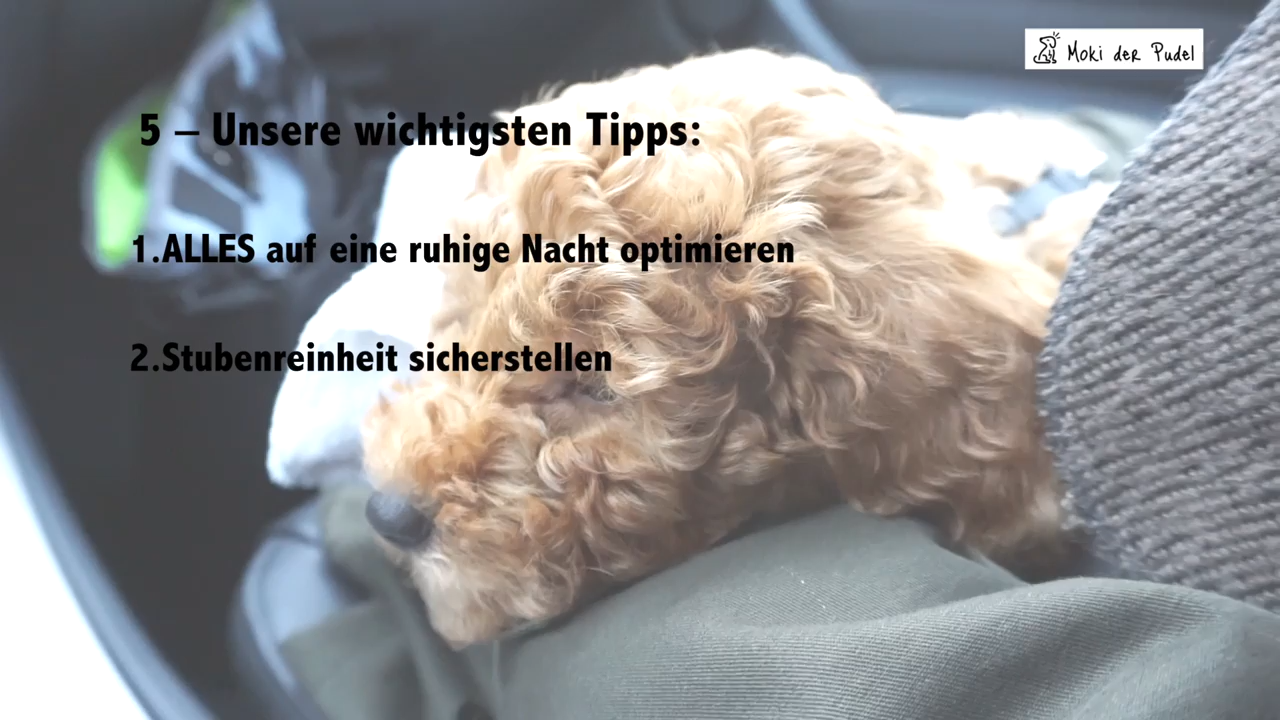 Moki der Pudel
5 – Unsere wichtigsten Tipps:
1.ALLES auf eine ruhige Nacht optimieren
2.Stubenreinheit sicherstellen